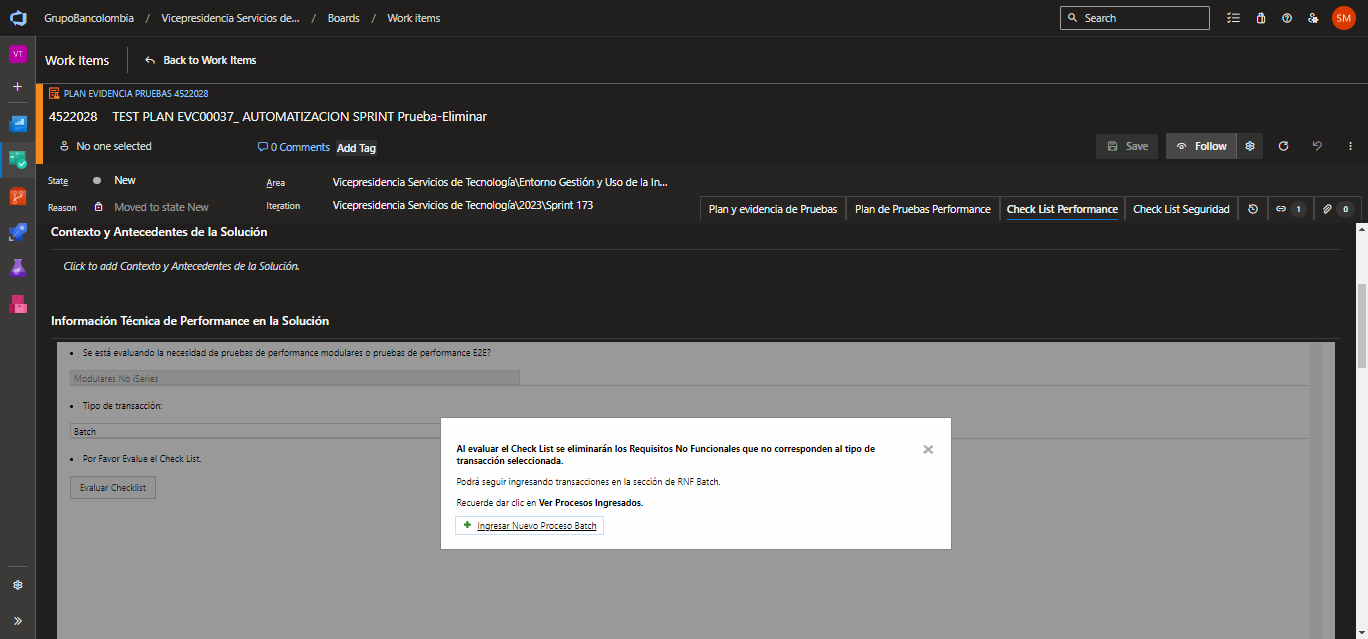 GrupoBancolombia / Vicepresidencia Servicios de... / Boards / Work items
Search
SM
VT
Work Items
Back to Work Items
PLAN EVIDENCIA PRUEBAS 4522028
4522028 TEST PLAN EVC00037_ AUTOMATIZACION SPRINT Prueba-Eliminar
No one selected
0 Comments
Add Tag
Save
Follow
State
New
Area
Vicepresidencia Servicios de Tecnología\Entorno Gestión y Uso de la In...
Reason
Moved to state New
Iteration
Vicepresidencia Servicios de Tecnología\2023\Sprint 173
Plan y evidencia de Pruebas
Plan de Pruebas Performance
Check List Performance
Check List Seguridad
1
0
Contexto y Antecedentes de la Solución
Click to add Contexto y Antecedentes de la Solución.
Información Técnica de Performance en la Solución
• Se está evaluando la necesidad de pruebas de performance modulares o pruebas de performance E2E?
Modulares No iSeries
• Tipo de transacción:
Batch
• Por Favor Evalue el Check List.
Evaluar Checklist
Al evaluar el Check List se eliminarán los Requisitos No Funcionales que no corresponden al tipo de
transacción seleccionada.
Podrá seguir ingresando transacciones en la sección de RNF Batch.
Recuerde dar clic en Ver Procesos Ingresados.
Ingresar Nuevo Proceso Batch